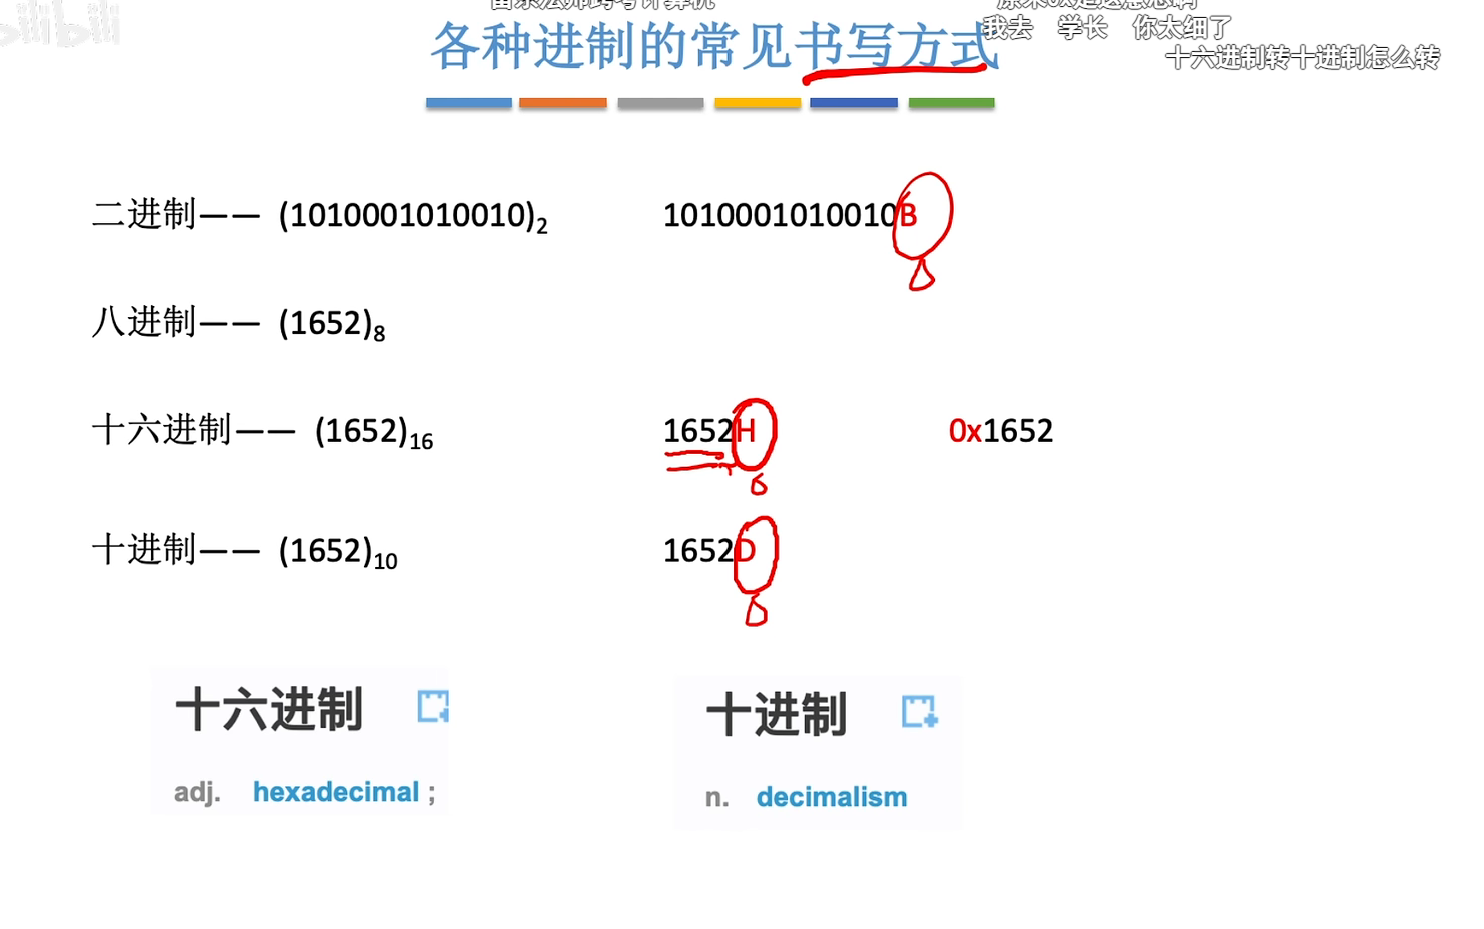 bilibili
各种进制的常见书写方式
我去 学长 你太细了
十六进制转十进制怎么转
二进制—— (1010001010010)2 1010001010010B
八进制—— (1652)8
十六进制—— (1652)16 1652H 0x1652
十进制—— (1652)10 1652D
十六进制
adj. hexadecimal ;
十进制
n. decimalism